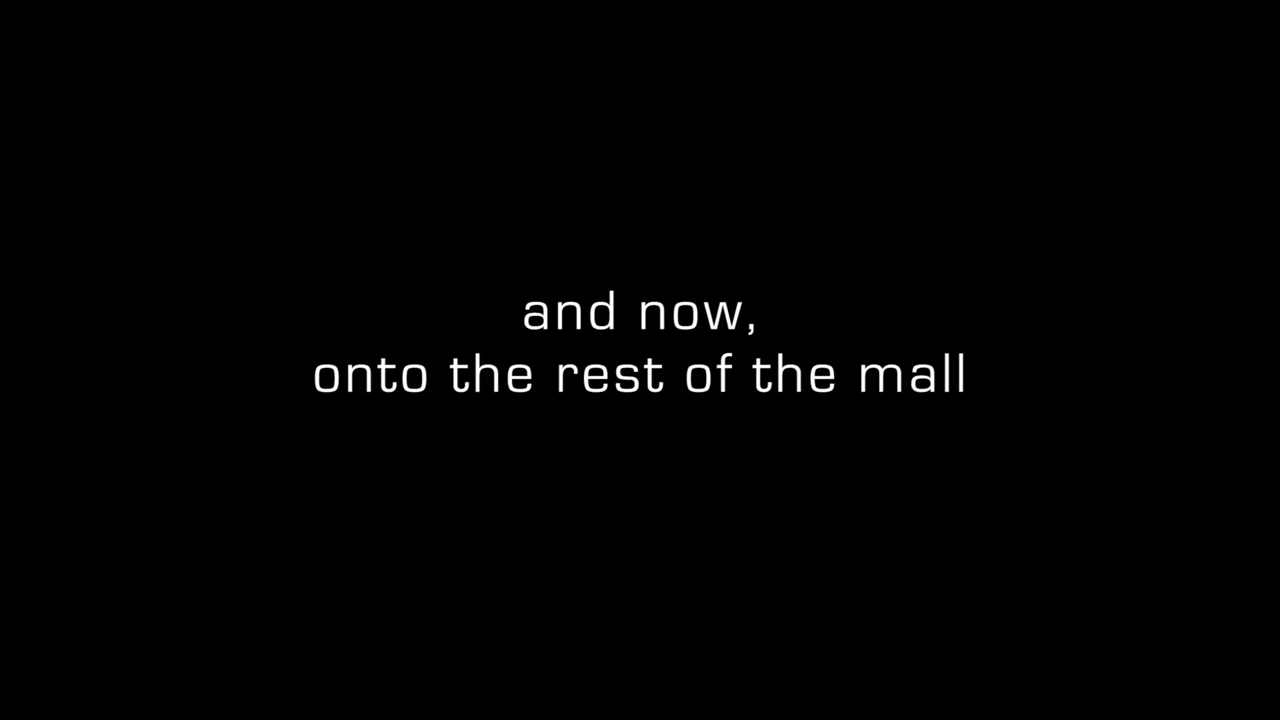 and now,
onto the rest of the mall